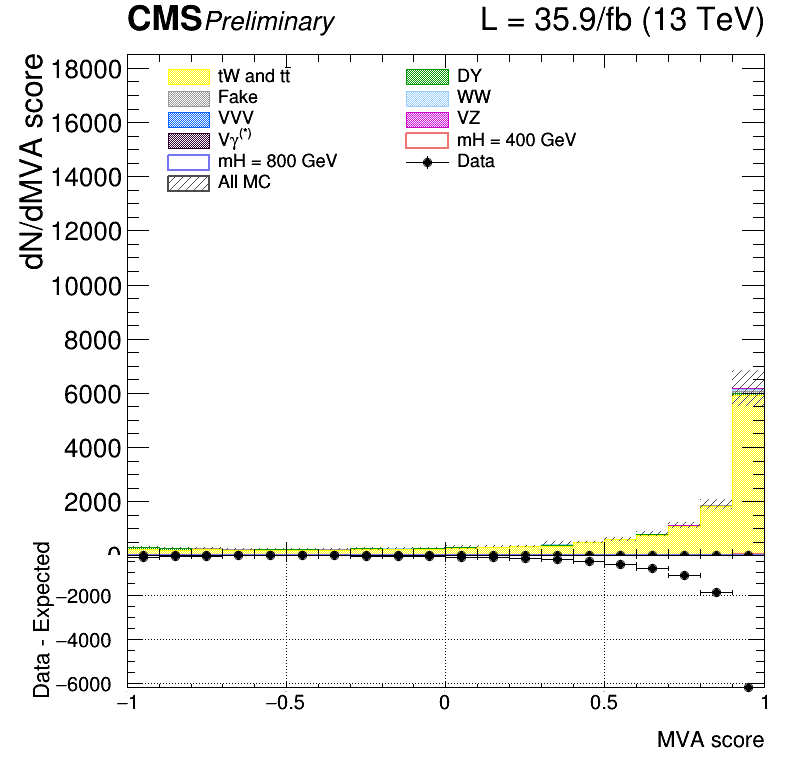 CMS Preliminary L = 35.9/fb (13 TeV)
dN/dMVA score
18000
16000
14000
12000
10000
8000
6000
4000
2000
0
tW and tt̅
Fake
VVV
Vγ(*)
mH = 800 GeV
All MC
DY
WW
VZ
mH = 400 GeV
Data
Data - Expected
−2000
−4000
−6000
−1 −0.5 0 0.5 1
MVA score